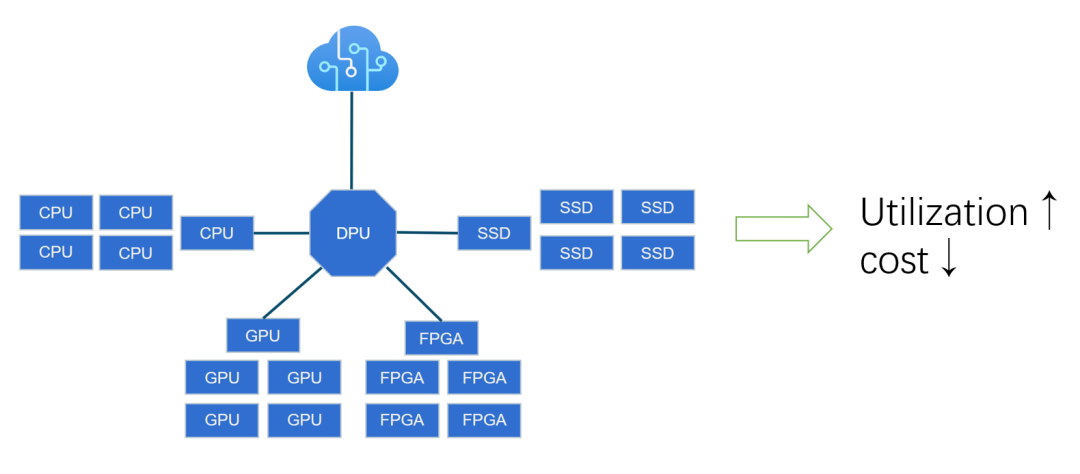 CPU CPU
CPU CPU
CPU
DPU
SSD
SSD SSD
SSD SSD
GPU
GPU GPU
GPU GPU
FPGA
FPGA FPGA
FPGA FPGA
Utilization ↑
cost ↓